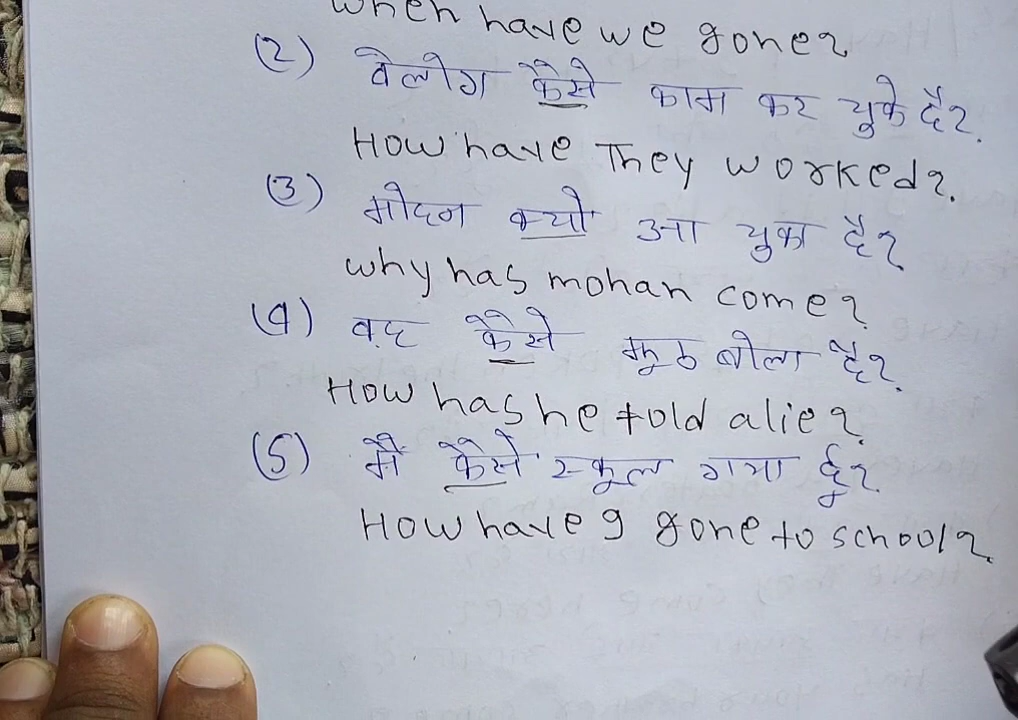 When have we gone?
(2) वे लोग कैसे काम कर चुके है?
How have They worked?
(3) मोहन क्यो आ चुका है?
why has mohan come?
(4) वह कैसे झूठ बोला है?
How has he told a lie?
(5) मैं कैसे स्कूल गया हूँ?
How have I gone to school?